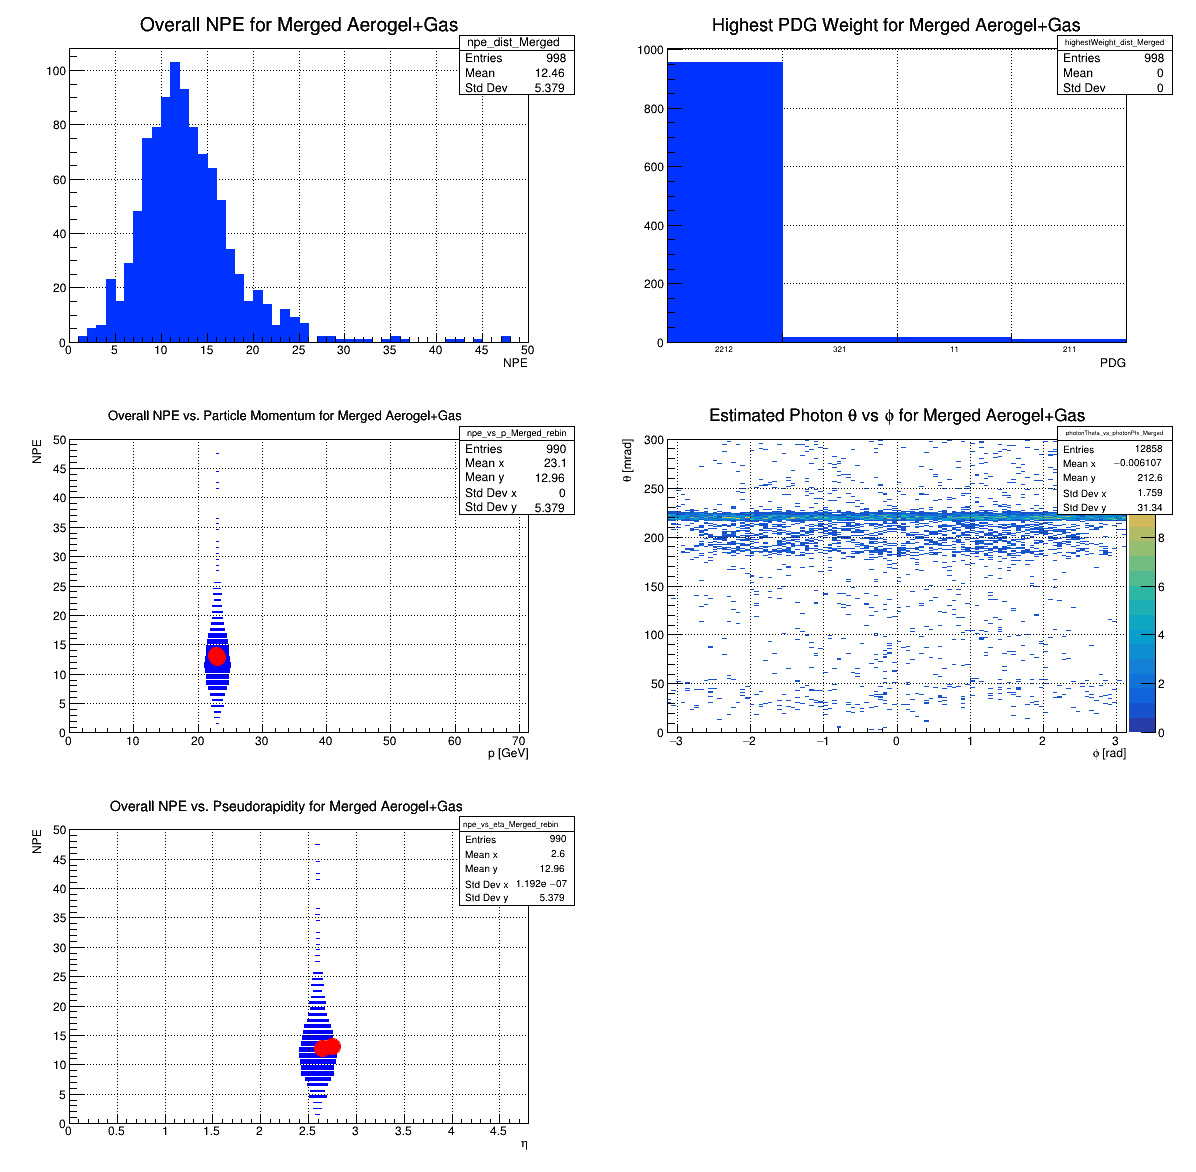 Overall NPE for Merged Aerogel+Gas
npe_dist_Merged
Entries 998
Mean 12.46
Std Dev 5.379
100
80
60
40
20
0
0 5 10 15 20 25 30 35 40 45 50
NPE
Highest PDG Weight for Merged Aerogel+Gas
highestWeight_dist_Merged
Entries 998
Mean 0
Std Dev 0
1000
800
600
400
200
0
2212 321 11 211
PDG
Overall NPE vs. Particle Momentum for Merged Aerogel+Gas
npe_vs_p_Merged_rebin
Entries 990
Mean x 23.1
Mean y 12.96
Std Dev x 0
Std Dev y 5.379
NPE
50
45
40
35
30
25
20
15
10
5
0
0 10 20 30 40 50 60 70
p [GeV]
Estimated Photon θ vs ϕ for Merged Aerogel+Gas
photonTheta_vs_photonPhi_Merged
Entries 12858
Mean x −0.006107
Mean y 212.6
Std Dev x 1.759
Std Dev y 31.34
θ [mrad]
300
250
200
150
100
50
0
−3 −2 −1 0 1 2 3
ϕ [rad]
8
6
4
2
0
Overall NPE vs. Pseudorapidity for Merged Aerogel+Gas
npe_vs_eta_Merged_rebin
Entries 990
Mean x 2.6
Mean y 12.96
Std Dev x 1.192e −07
Std Dev y 5.379
NPE
50
45
40
35
30
25
20
15
10
5
0
0 0.5 1 1.5 2 2.5 3 3.5 4 4.5
η